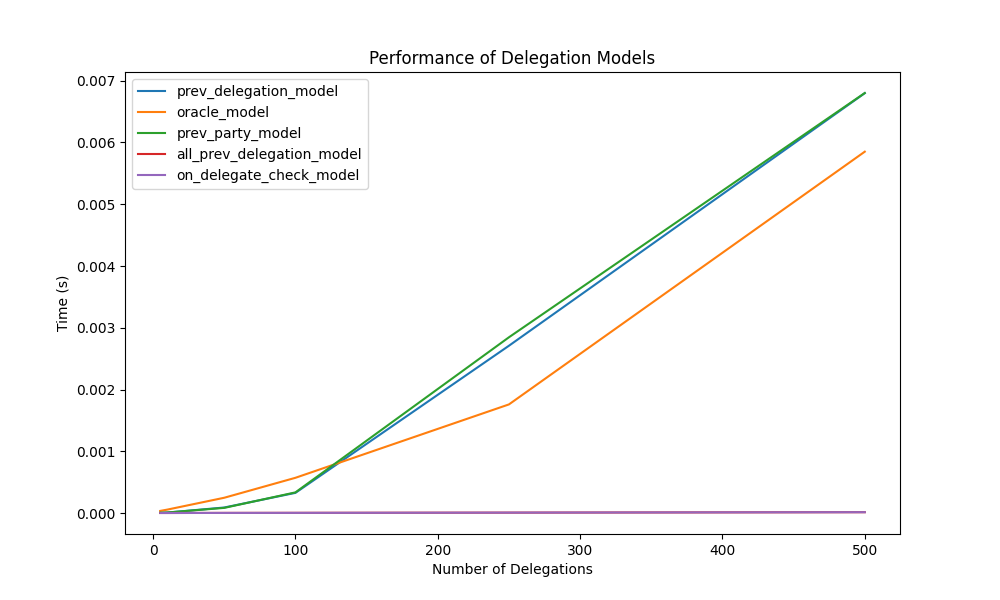 Performance of Delegation Models
prev_delegation_model
oracle_model
prev_party_model
all_prev_delegation_model
on_delegate_check_model
0.007
0.006
0.005
0.004
0.003
0.002
0.001
0.000
Time (s)
0 100 200 300 400 500
Number of Delegations